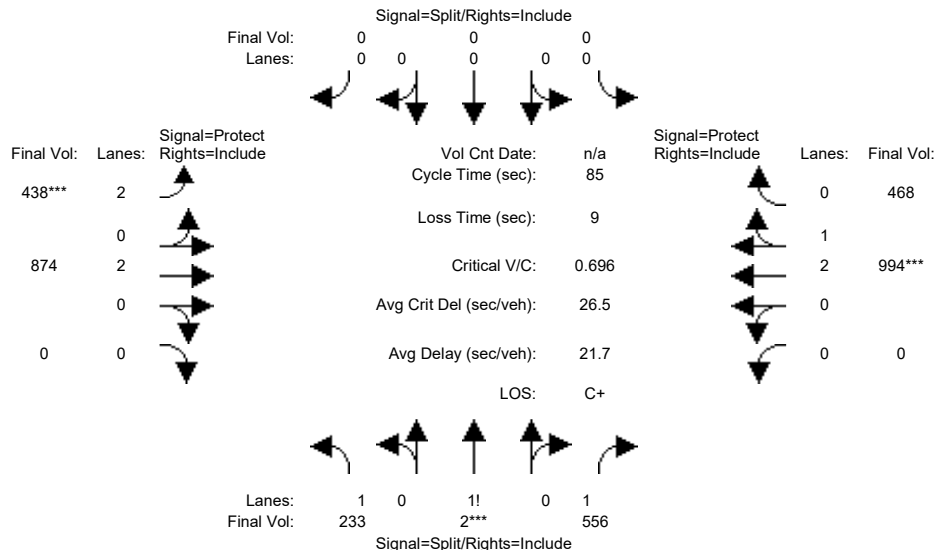 Signal=Split/Rights=Include
Final Vol: 0 0 0
Lanes: 0 0 0 0 0
Signal=Protect Signal=Protect
Final Vol: Lanes: Rights=Include Vol Cnt Date: n/a Rights=Include Lanes: Final Vol:
Cycle Time (sec): 85
438*** 2 0 468
Loss Time (sec): 9
0 1
874 2 Critical V/C: 0.696 2 994***
0 Avg Crit Del (sec/veh): 26.5 0
0 0 Avg Delay (sec/veh): 21.7 0 0
LOS: C+
Lanes: 1 0 1! 0 1
Final Vol: 233 2*** 556
Signal=Split/Rights=Include